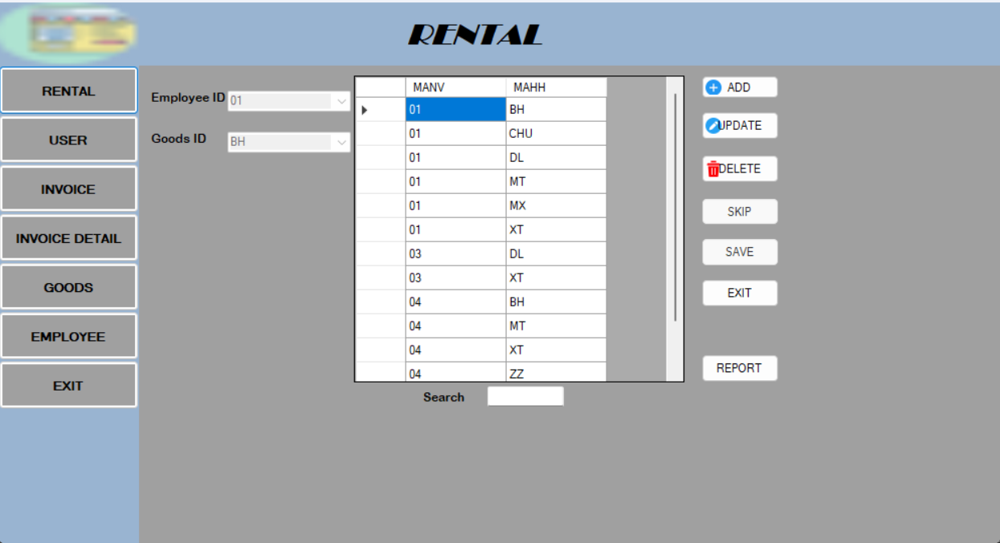 RENTAL
RENTAL
USER
INVOICE
INVOICE DETAIL
GOODS
EMPLOYEE
EXIT
Employee ID 01
Goods ID BH
MANV MAHH
01 BH
01 CHU
01 DL
01 MT
01 MX
01 XT
03 DL
03 XT
04 BH
04 MT
04 XT
04 ZZ
Search
ADD
UPDATE
DELETE
SKIP
SAVE
EXIT
REPORT